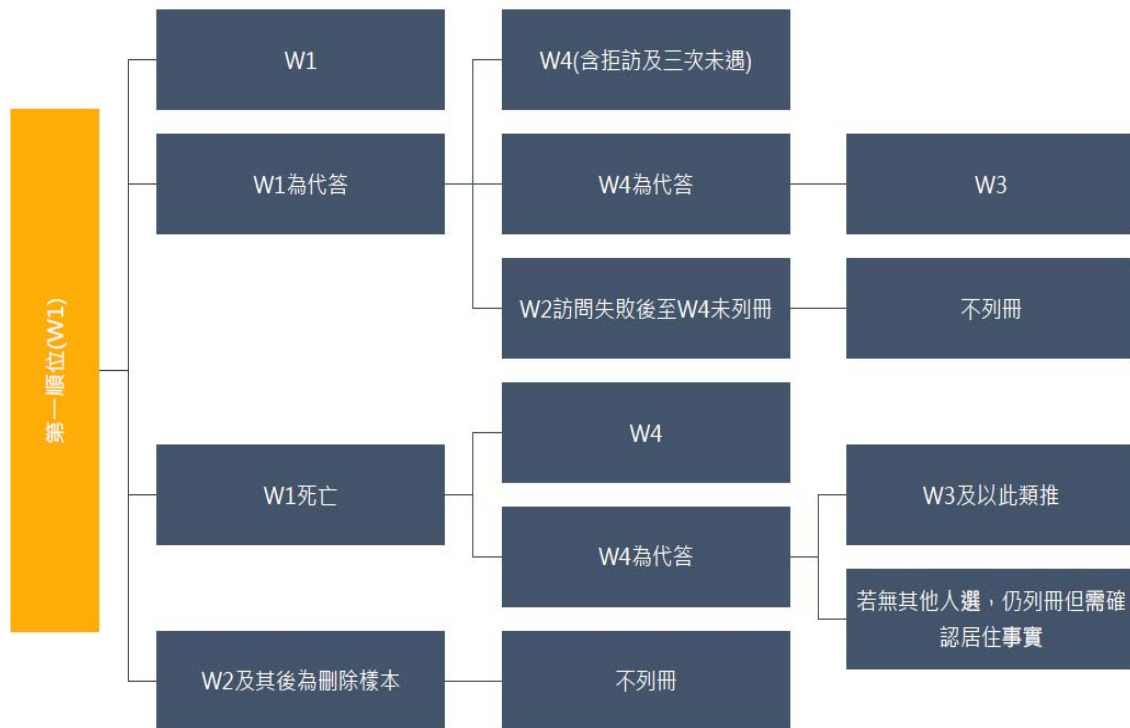 第一順位(W1)
W1
W4(含拒訪及三次未遇)
W1為代答
W4為代答
W3
W2訪問失敗後至W4未列冊
不列冊
W1死亡
W4
W3及以此類推
W4為代答
若無其他人選，仍列冊但需確
認居住事實
W2及其後為刪除樣本
不列冊